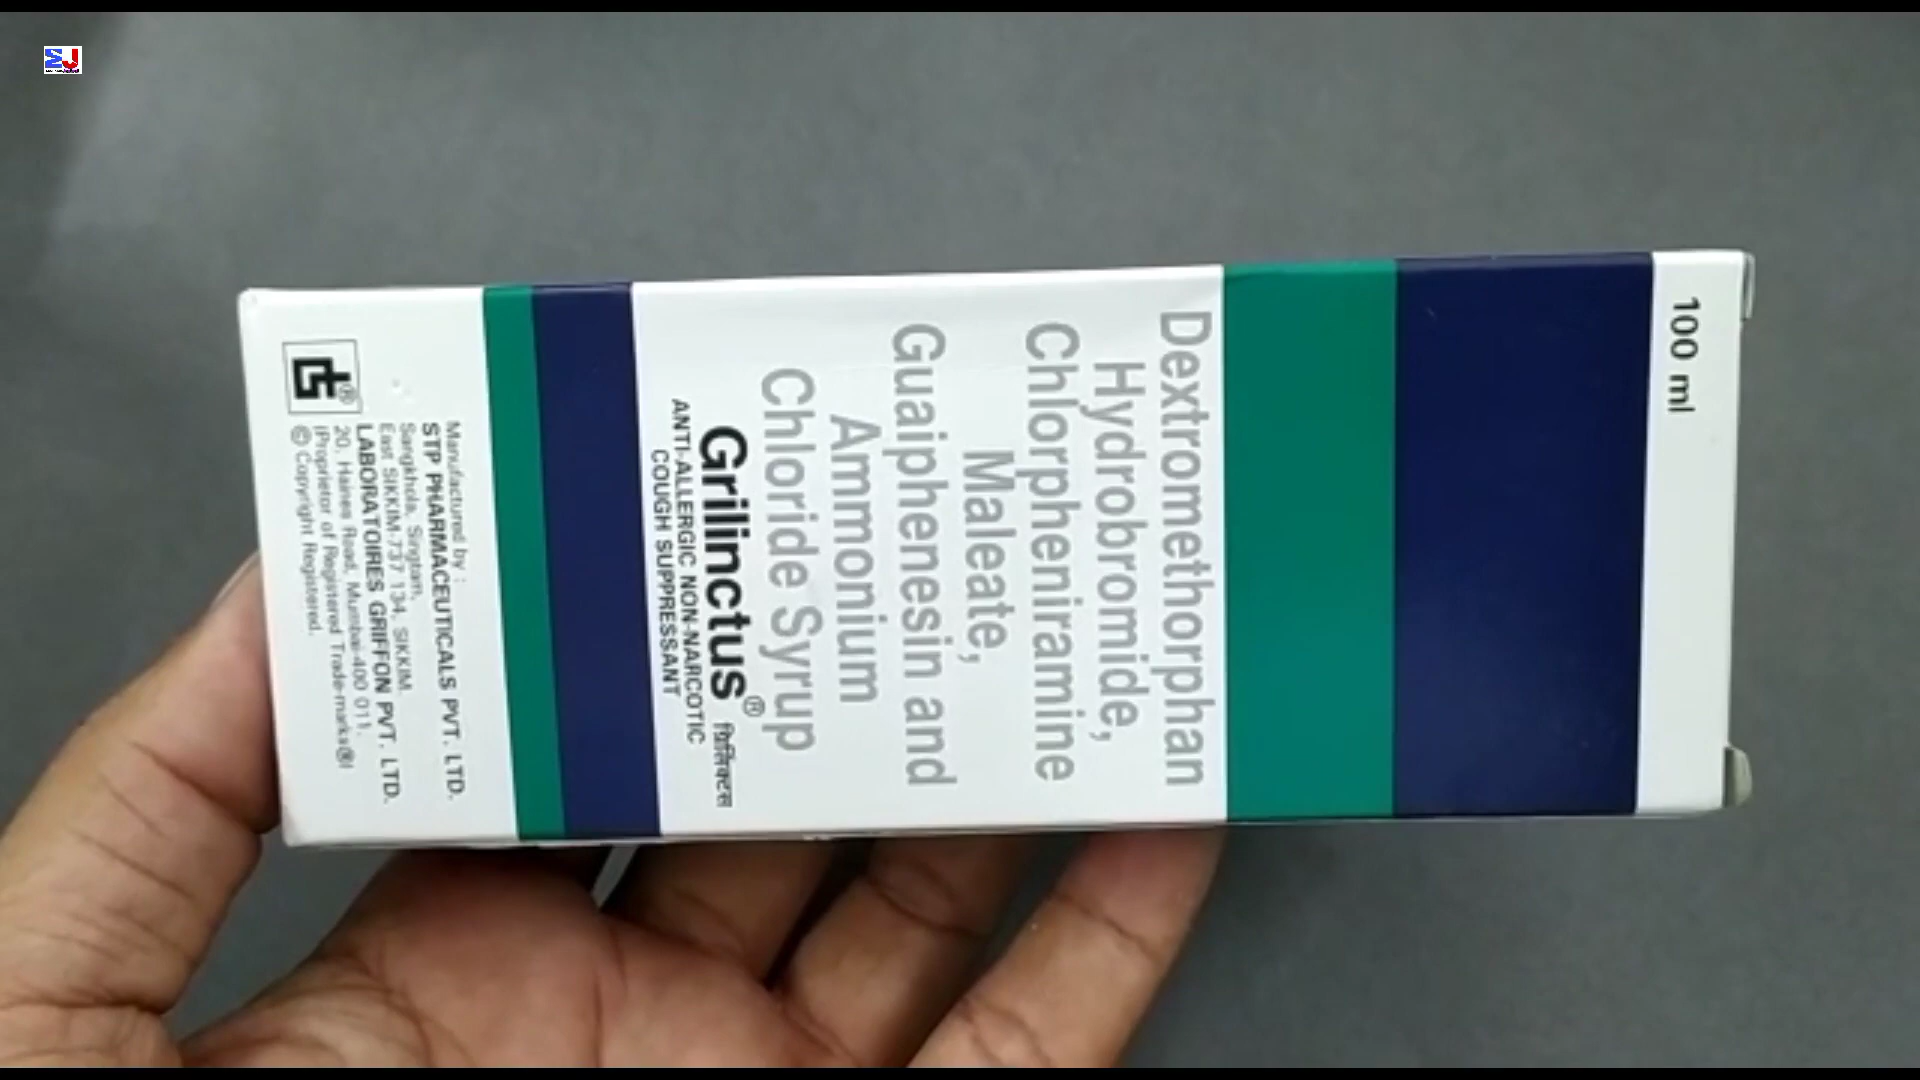 100 ml
Dextromethorphan
Hydrobromide,
Chlorpheniramine
Maleate,
Guaiphenesin and
Ammonium
Chloride Syrup
Grilinctus® ग्रिलिंक्टस
ANTI-ALLERGIC NON-NARCOTIC
COUGH SUPPRESSANT
Manufactured by :
STP PHARMACEUTICALS PVT. LTD.
Sangkhola, Singtam,
East SIKKIM-737 134, SIKKIM.
LABORATOIRES GRIFFON PVT. LTD.
20, Haines Road, Mumbai-400 011.
(Proprietor of Registered Trade-marks®)
© Copyright Registered.